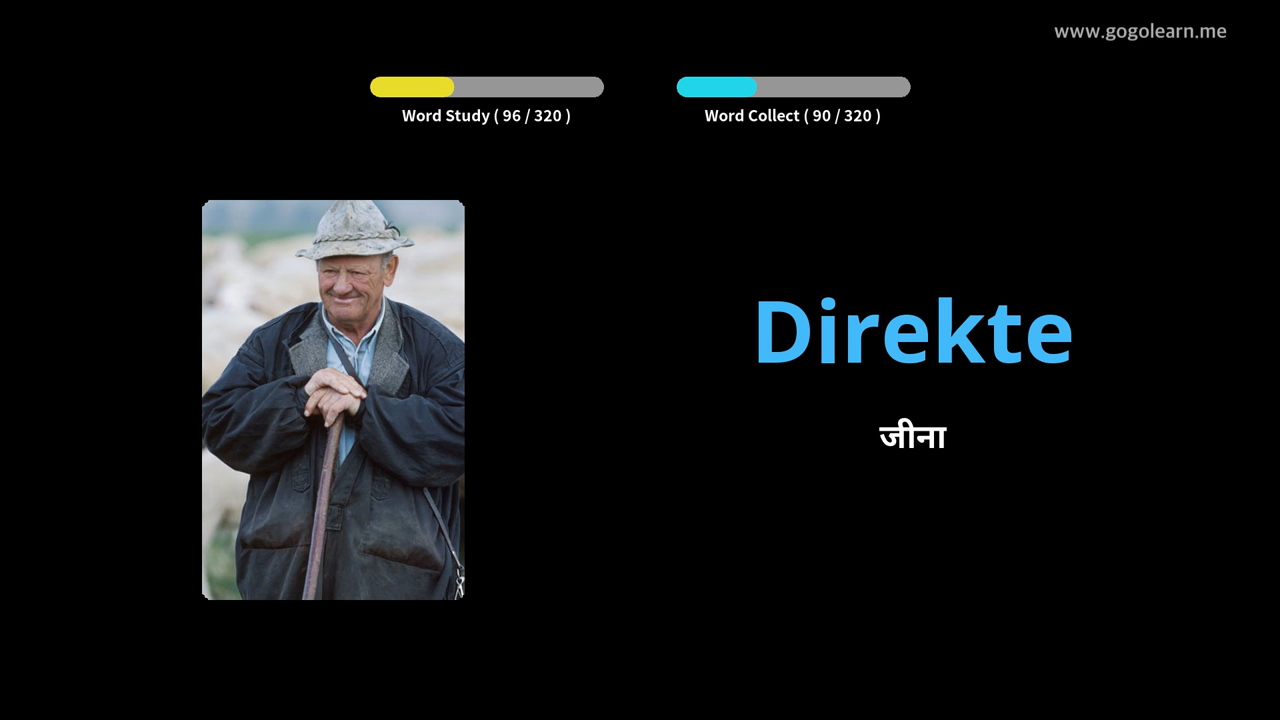 www.gogolearn.me
Word Study ( 96 / 320 )
Word Collect ( 90 / 320 )
Direkte
जीना